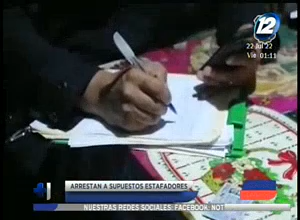 12
22 Jul 22
Vie 01:11
ARRESTAN A SUPUESTOS ESTAFADORES
NUESTRAS REDES SOCIALES: FACEBOOK: NOT